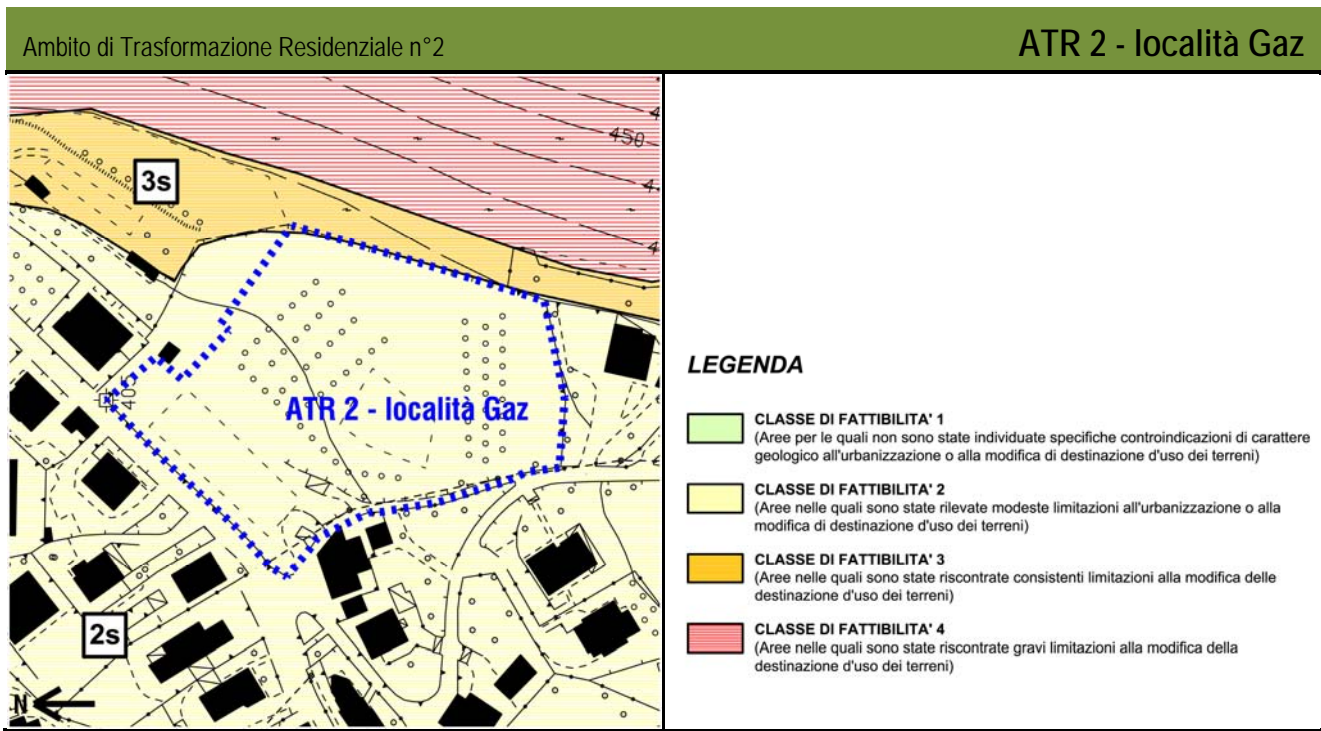 Ambito di Trasformazione Residenziale n°2
ATR 2 - località Gaz
450
3s
405
ATR 2 - località Gaz
2s
N
LEGENDA
CLASSE DI FATTIBILITA' 1
(Aree per le quali non sono state individuate specifiche controindicazioni di carattere
geologico all'urbanizzazione o alla modifica di destinazione d'uso dei terreni)
CLASSE DI FATTIBILITA' 2
(Aree nelle quali sono state rilevate modeste limitazioni all'urbanizzazione o alla
modifica di destinazione d'uso dei terreni)
CLASSE DI FATTIBILITA' 3
(Aree nelle quali sono state riscontrate consistenti limitazioni alla modifica delle
destinazione d'uso dei terreni)
CLASSE DI FATTIBILITA' 4
(Aree nelle quali sono state riscontrate gravi limitazioni alla modifica della
destinazione d'uso dei terreni)